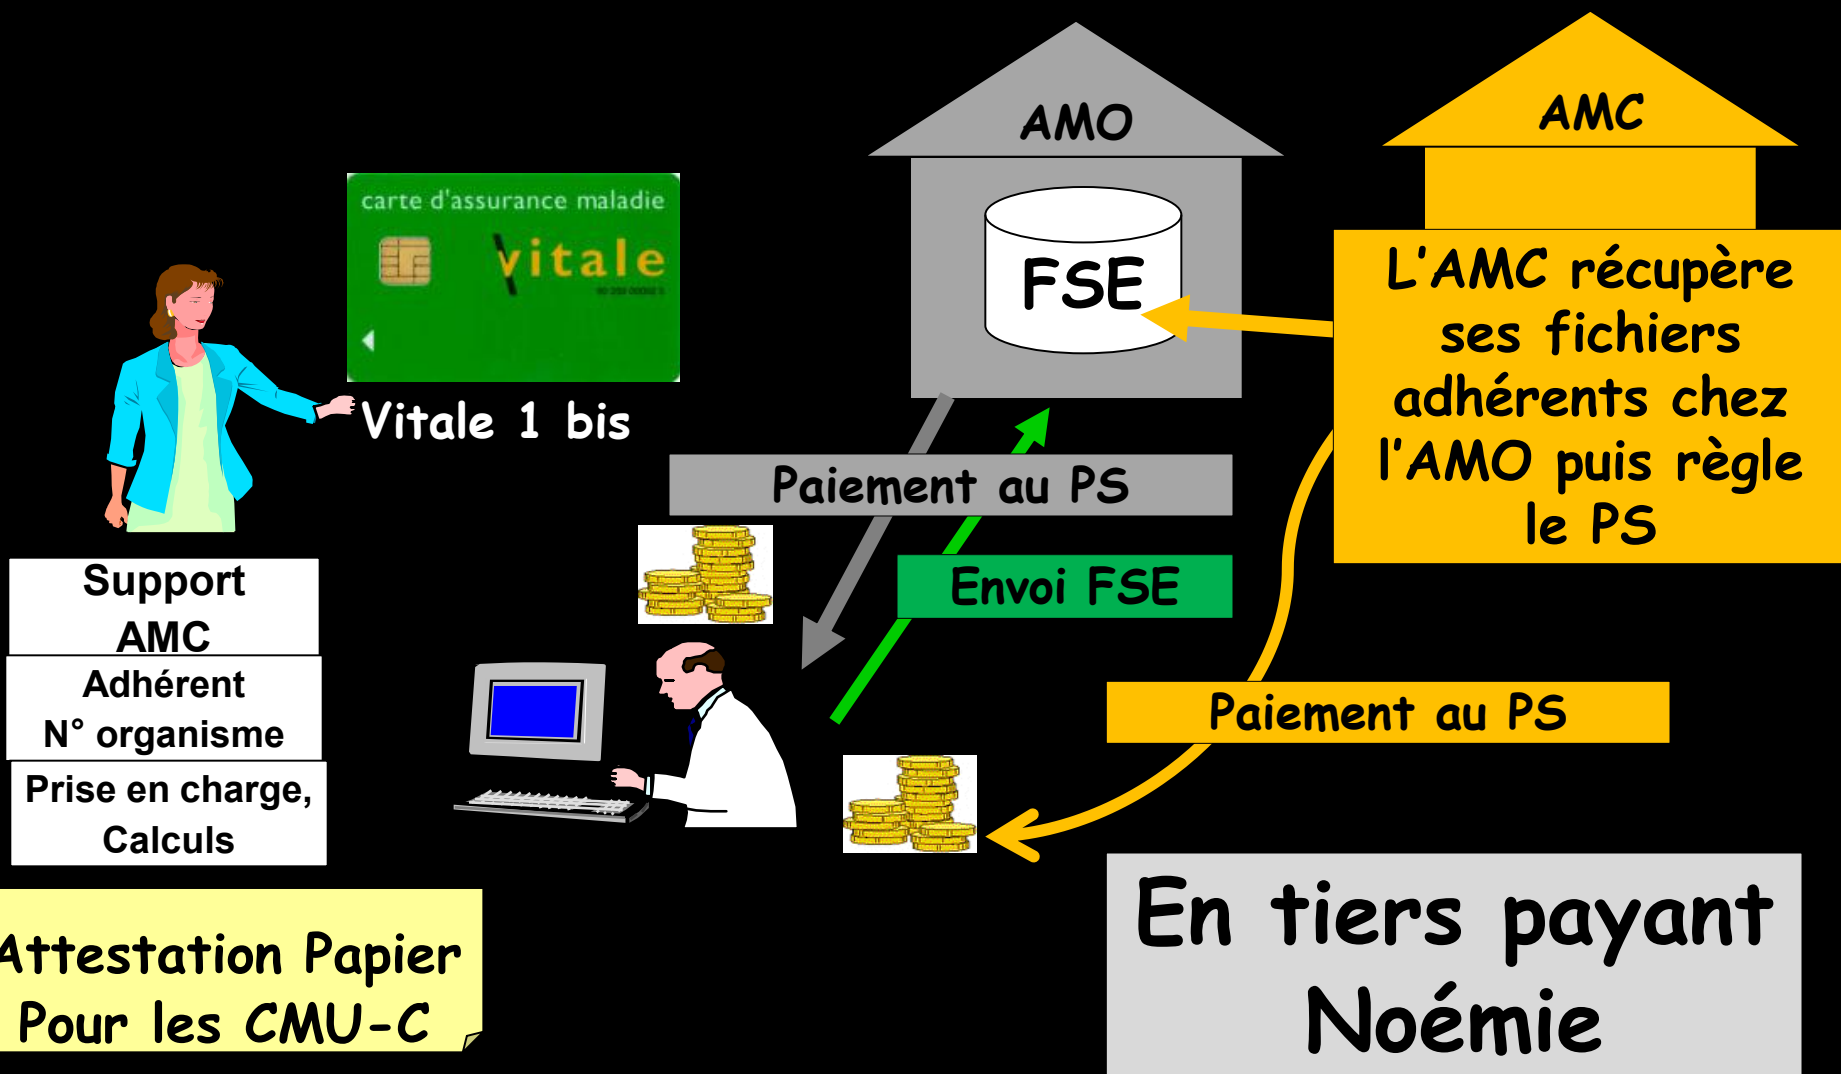 AMO
AMC
carte d'assurance maladie
vitale
FSE
L'AMC récupère
ses fichiers
adhérents chez
l'AMO puis règle
le PS
Vitale 1 bis
Paiement au PS
Envoi FSE
Support
AMC
Adhérent
N° organisme
Prise en charge,
Calculs
Paiement au PS
Attestation Papier
Pour les CMU-C
En tiers payant
Noémie